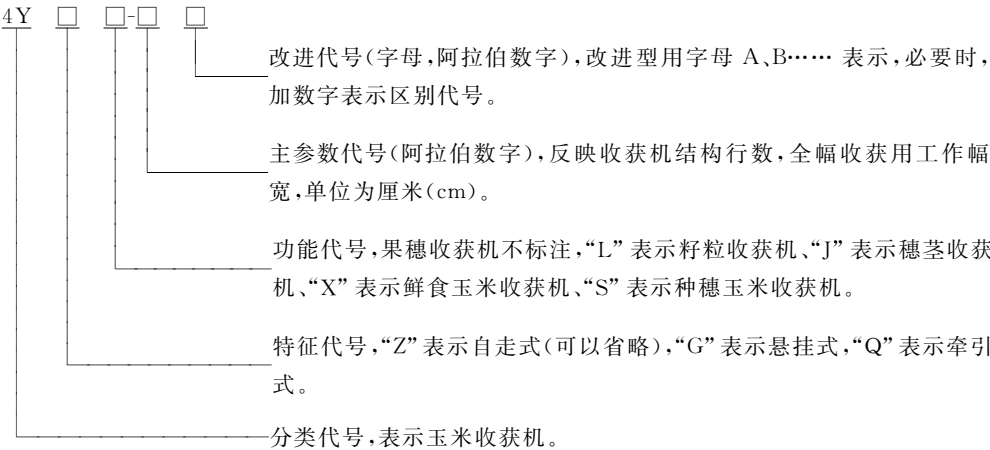 4Y □ □-□ □
改进代号(字母,阿拉伯数字),改进型用字母 A、B…… 表示,必要时,
加数字表示区别代号。
主参数代号(阿拉伯数字),反映收获机结构行数,全幅收获用工作幅
宽,单位为厘米(cm)。
功能代号,果穗收获机不标注,“L”表示籽粒收获机、“J”表示穗茎收获
机、“X”表示鲜食玉米收获机、“S”表示种穗玉米收获机。
特征代号,“Z”表示自走式(可以省略),“G”表示悬挂式,“Q”表示牵引
式。
分类代号,表示玉米收获机。